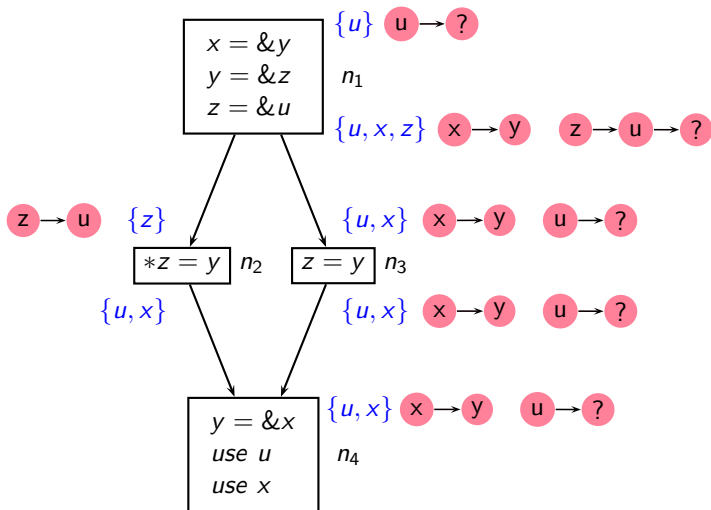 x = &y {u} u ?
y = &z n1
z = &u
{u, x, z} x y z u ?
z u {z} {u, x} x y u ?
*z = y n2 z = y n3
{u, x} {u, x} x y u ?
y = &x {u, x} x y u ?
use u n4
use x